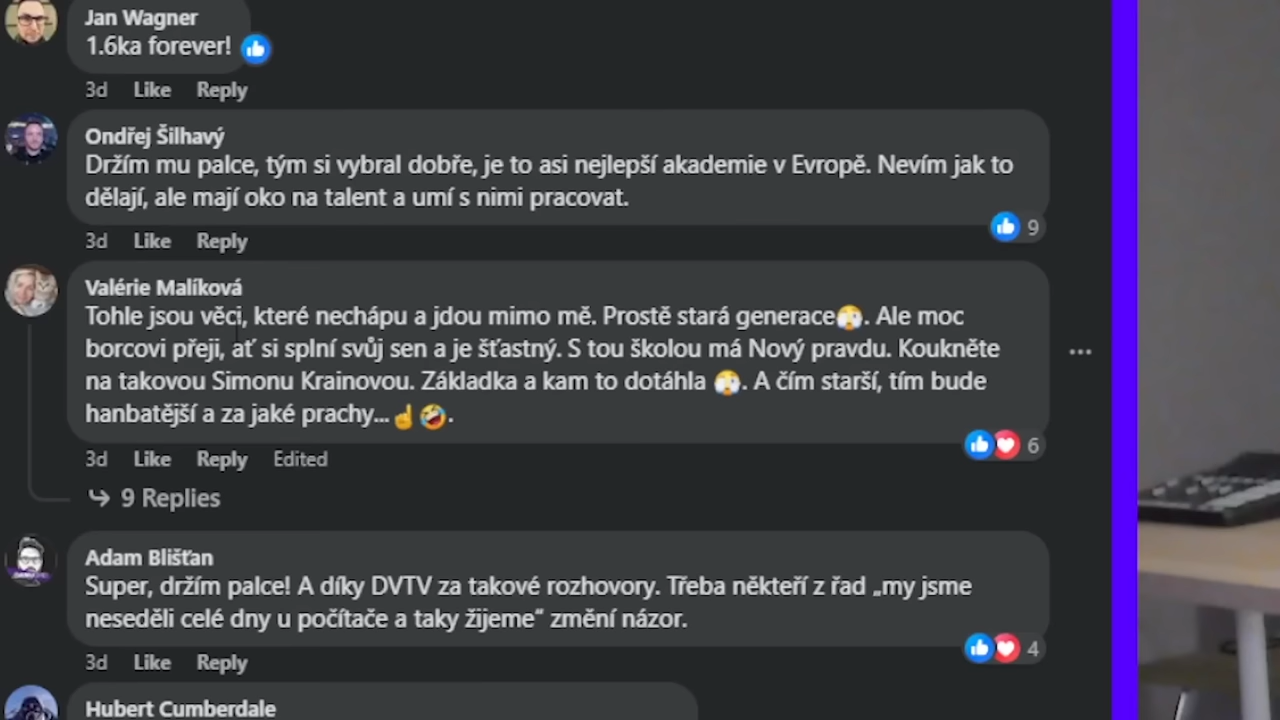 Jan Wagner
1.6ka forever!
3d Like Reply
Ondřej Šilhavý
Držím mu palce, tým si vybral dobře, je to asi nejlepší akademie v Evropě. Nevím jak to
dělají, ale mají oko na talent a umí s nimi pracovat.
9
3d Like Reply
Valérie Malíková
Tohle jsou věci, které nechápu a jdou mimo mě. Prostě stará generace🫣. Ale moc
borcovi přeji, ať si splní svůj sen a je šťastný. S tou školou má Nový pravdu. Koukněte
na takovou Simonu Krainovou. Základka a kam to dotáhla 🫣. A čím starší, tím bude
hanbatější a za jaké prachy...☝️🤣.
6
3d Like Reply Edited
9 Replies
Adam Blišťan
Super, držím palce! A díky DVTV za takové rozhovory. Třeba někteří z řad „my jsme
neseděli celé dny u počítače a taky žijeme“ změní názor.
4
3d Like Reply
Hubert Cumberdale